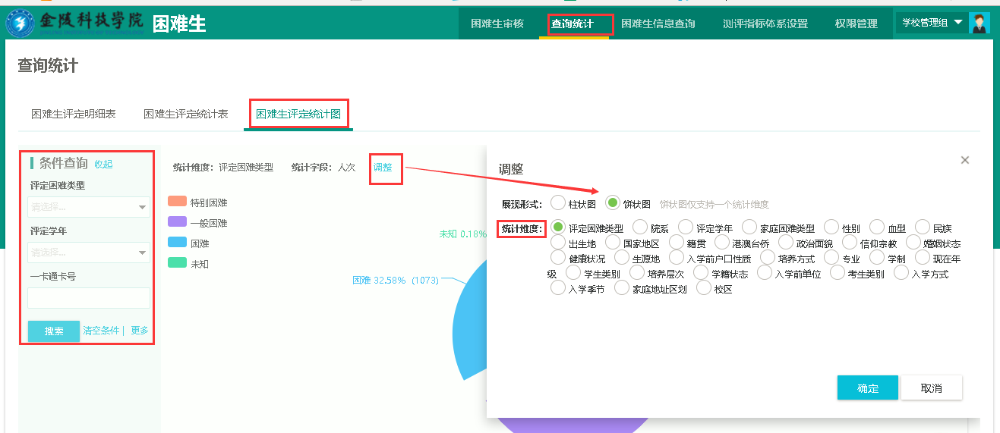 金陵科技学院 困难生 困难生审核 查询统计 困难生信息查询 测评指标体系设置 权限管理 学校管理组
查询统计
困难生评定明细表 困难生评定统计表 困难生评定统计图
条件查询 收起
评定困难类型
请选择...
评定学年
请选择...
一卡通卡号
搜索 清空条件 | 更多
统计维度: 评定困难类型 统计字段: 人次 调整
特别困难
一般困难
困难
未知
未知 0.18%
困难 32.58% (1073)
调整 ×
展现形式: 柱状图 饼状图 饼状图仅支持一个统计维度
统计维度: 评定困难类型 院系 评定学年 家庭困难类型 性别 血型 民族
出生地 国家地区 籍贯 港澳台侨 政治面貌 信仰宗教 婚姻状态
健康状况 生源地 入学前户口性质 培养方式 专业 学制 现在年
级 学生类别 培养层次 学籍状态 入学前单位 考生类别 入学方式
入学季节 家庭地址区划 校区
确定 取消